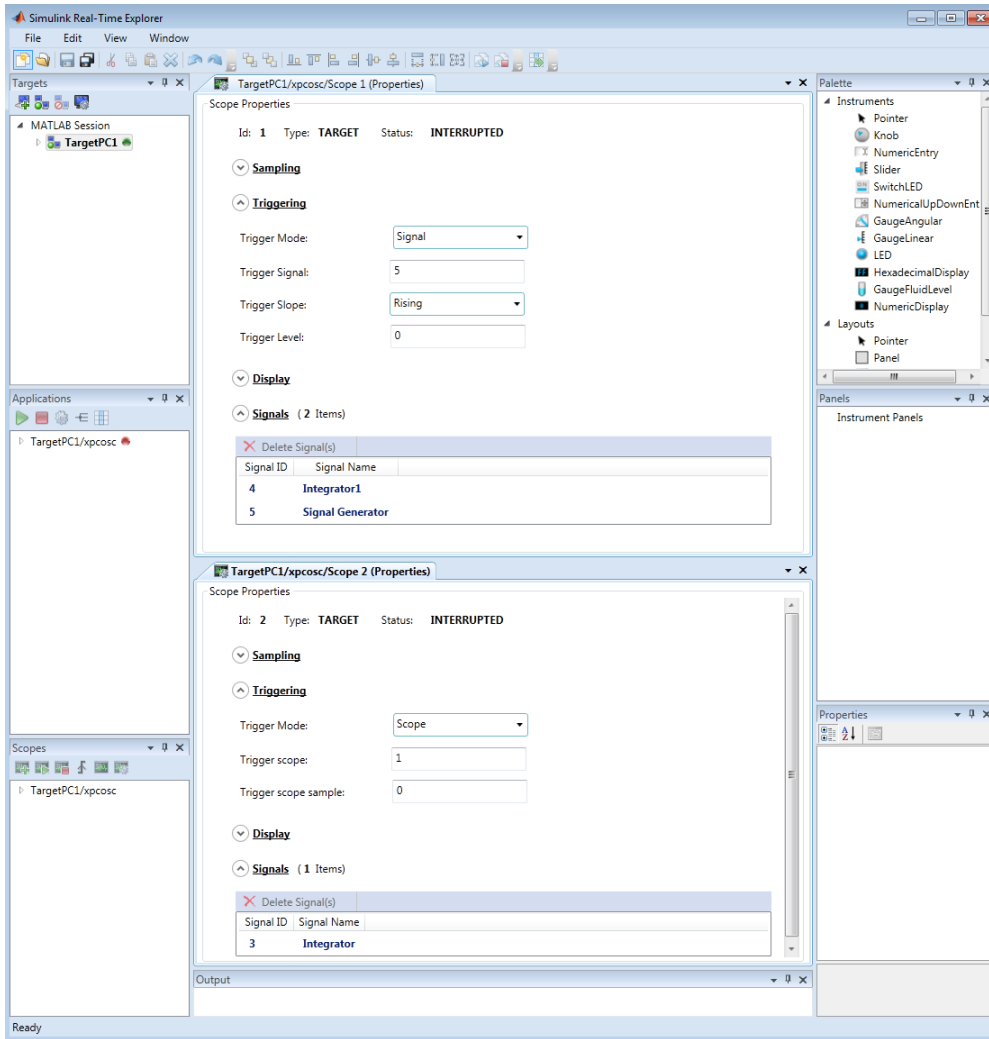 Simulink Real-Time Explorer
File Edit View Window
Targets
MATLAB Session
TargetPC1
Applications
TargetPC1/xpcosc
Scopes
TargetPC1/xpcosc
TargetPC1/xpcosc/Scope 1 (Properties)
Scope Properties
Id: 1 Type: TARGET Status: INTERRUPTED
Sampling
Triggering
Trigger Mode: Signal
Trigger Signal: 5
Trigger Slope: Rising
Trigger Level: 0
Display
Signals ( 2 Items)
Delete Signal(s)
Signal ID Signal Name
4 Integrator1
5 Signal Generator
TargetPC1/xpcosc/Scope 2 (Properties)
Scope Properties
Id: 2 Type: TARGET Status: INTERRUPTED
Sampling
Triggering
Trigger Mode: Scope
Trigger scope: 1
Trigger scope sample: 0
Display
Signals ( 1 Items)
Delete Signal(s)
Signal ID Signal Name
3 Integrator
Output
Palette
Instruments
Pointer
Knob
NumericEntry
Slider
SwitchLED
NumericalUpDownEnt
GaugeAngular
GaugeLinear
LED
HexadecimalDisplay
GaugeFluidLevel
NumericDisplay
Layouts
Pointer
Panel
Panels
Instrument Panels
Properties
Ready